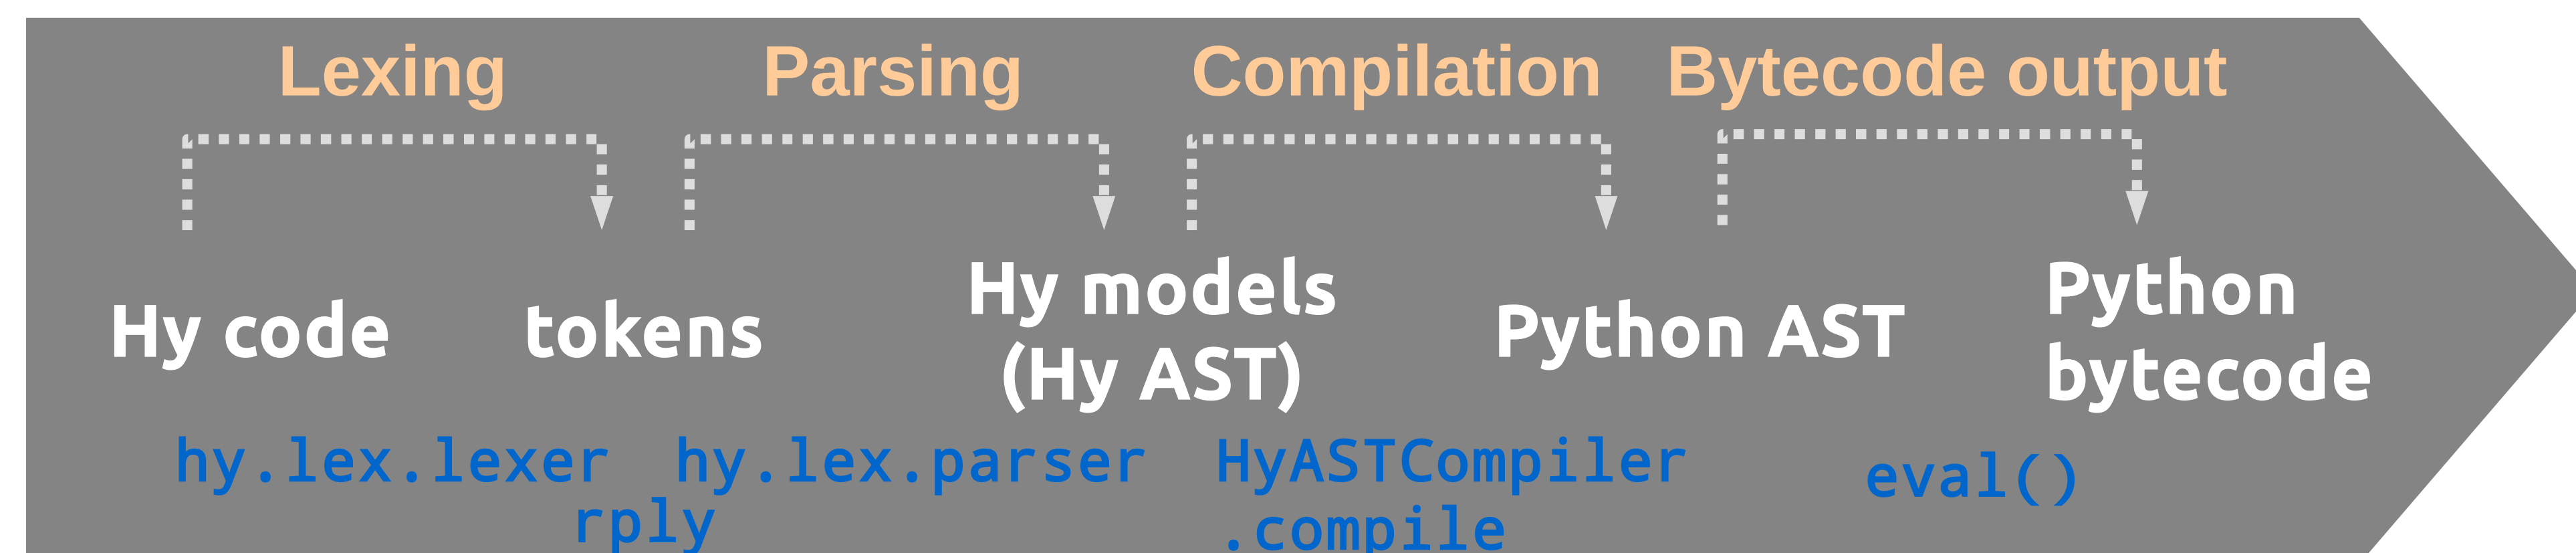 Lexing
Parsing
Compilation
Bytecode output
Hy code
tokens
Hy models
(Hy AST)
Python AST
Python
bytecode
hy.lex.lexer
hy.lex.parser
rply
HyASTCompiler
.compile
eval()